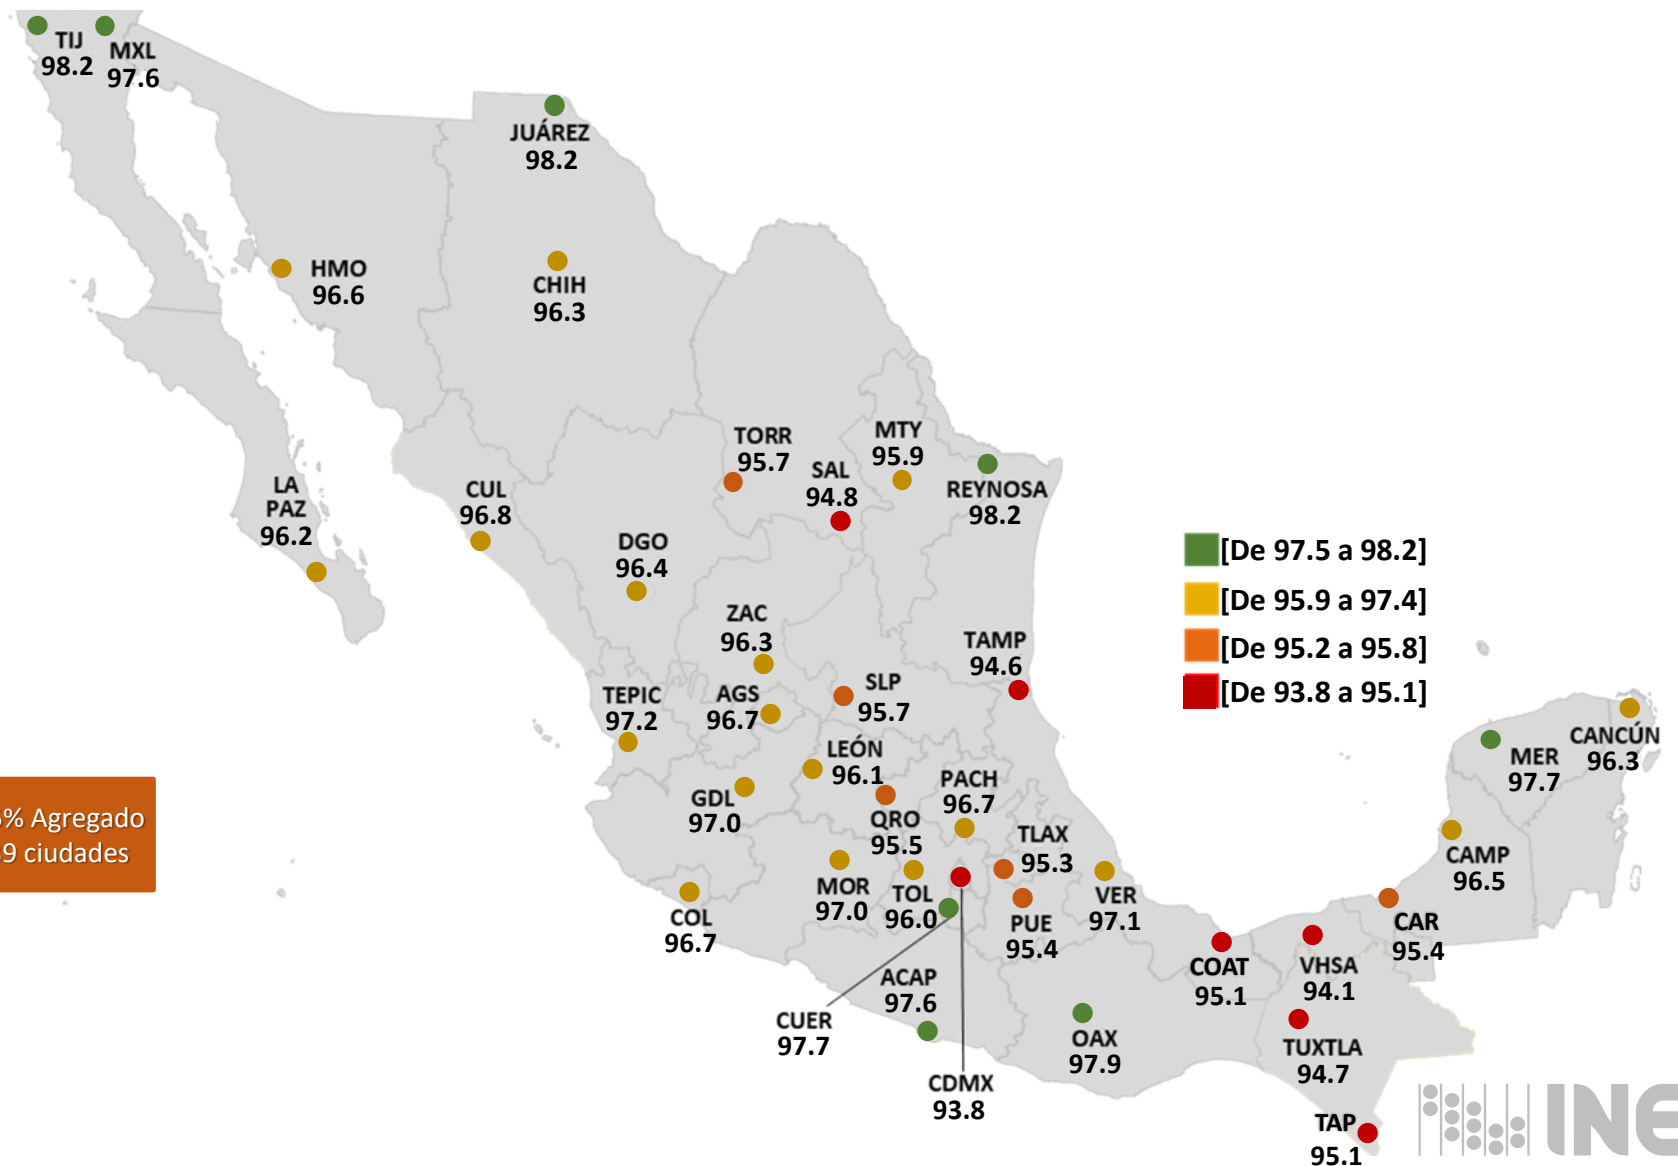 TIJ
98.2
MXL
97.6
JUÁREZ
98.2
HMO
96.6
CHIH
96.3
LA
PAZ
96.2
CUL
96.8
DGO
96.4
TORR
95.7
SAL
94.8
MTY
95.9
REYNOSA
98.2
[De 97.5 a 98.2]
[De 95.9 a 97.4]
[De 95.2 a 95.8]
[De 93.8 a 95.1]
ZAC
96.3
TAMP
94.6
TEPIC
97.2
AGS
96.7
SLP
95.7
LEÓN
96.1
GDL
97.0
QRO
95.5
PACH
96.7
TLAX
95.3
% Agregado
9 ciudades
COL
96.7
MOR
97.0
TOL
96.0
PUE
95.4
VER
97.1
CUER
97.7
ACAP
97.6
CDMX
93.8
OAX
97.9
COAT
95.1
VHSA
94.1
TUXTLA
94.7
TAP
95.1
CAR
95.4
CAMP
96.5
MER
97.7
CANCÚN
96.3
INE